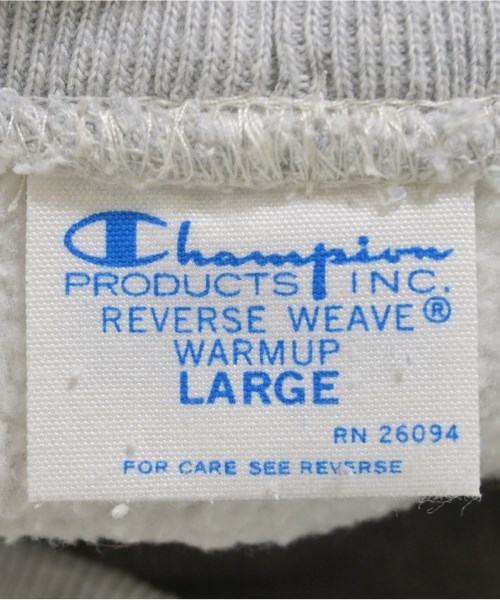 Champion
PRODUCTS INC.
REVERSE WEAVE®
WARMUP
LARGE
RN 26094
FOR CARE SEE REVERSE